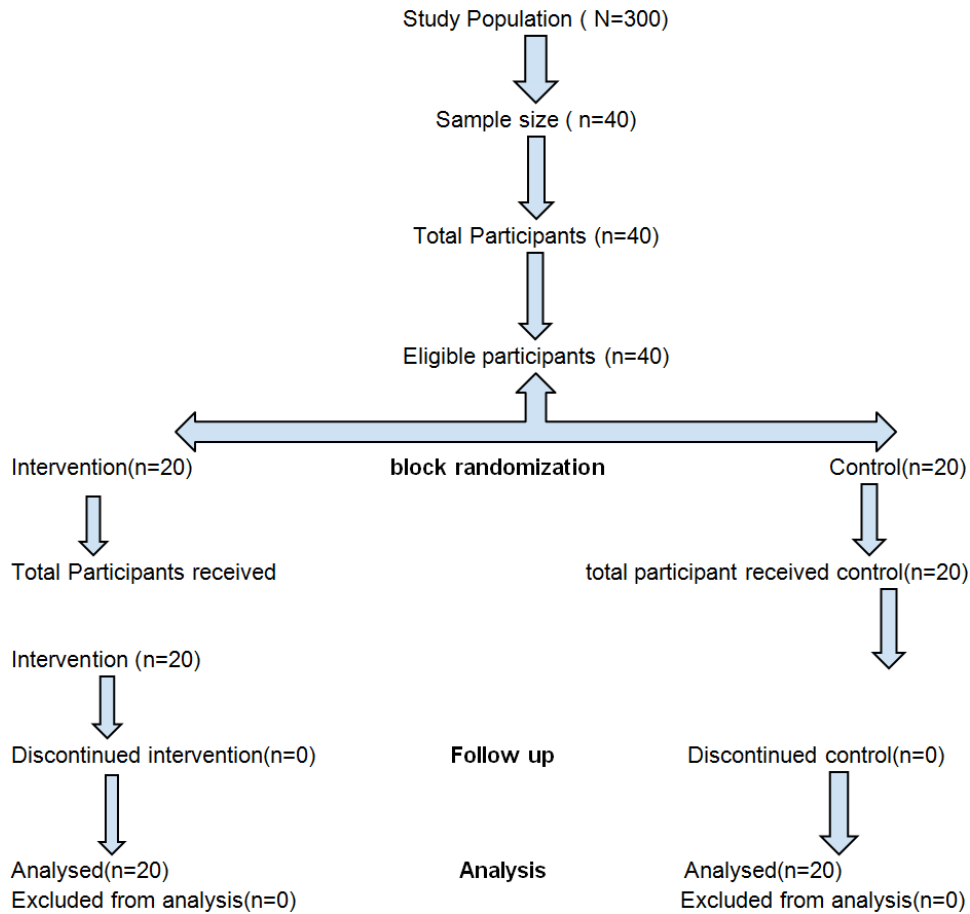 Study Population ( N=300)
Sample size ( n=40)
Total Participants (n=40)
Eligible participants (n=40)
Intervention(n=20)
block randomization
Control(n=20)
Total Participants received
total participant received control(n=20)
Intervention (n=20)
Discontinued intervention(n=0)
Follow up
Discontinued control(n=0)
Analysed(n=20)
Analysis
Analysed(n=20)
Excluded from analysis(n=0)
Excluded from analysis(n=0)